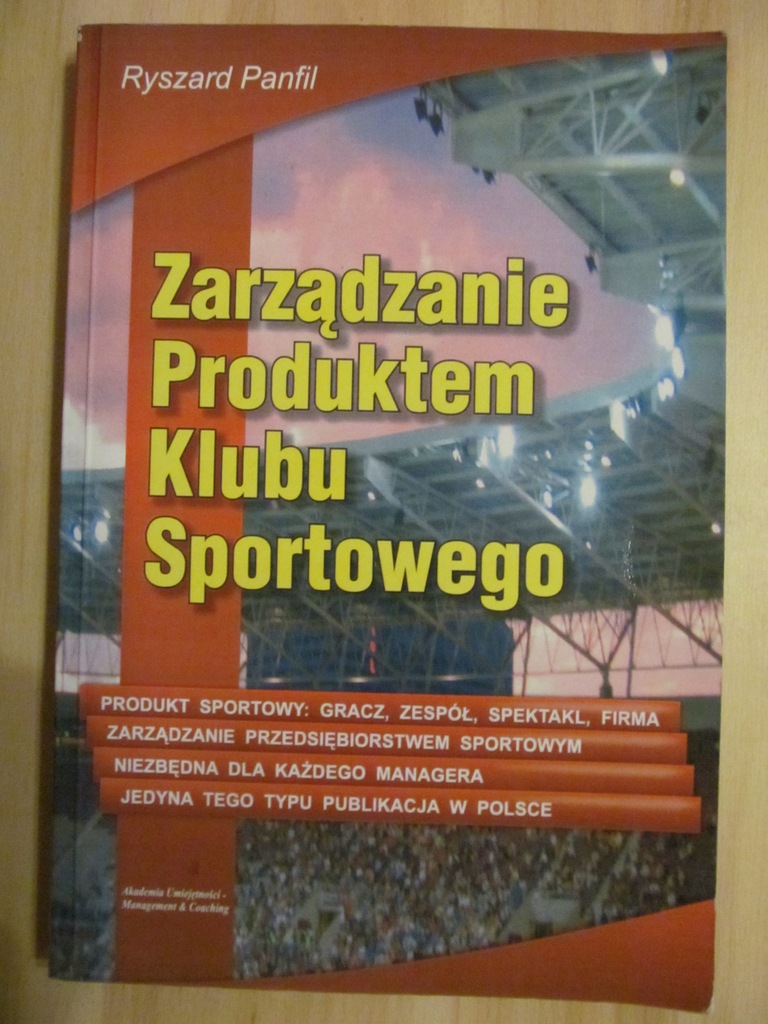 Ryszard Panfil
Zarządzanie
Produktem
Klubu
Sportowego
PRODUKT SPORTOWY: GRACZ, ZESPÓŁ, SPEKTAKL, FIRMA
ZARZĄDZANIE PRZEDSIĘBIORSTWEM SPORTOWYM
NIEZBĘDNA DLA KAŻDEGO MANAGERA
JEDYNA TEGO TYPU PUBLIKACJA W POLSCE
Akademia Umiejętności -
Management & Coaching